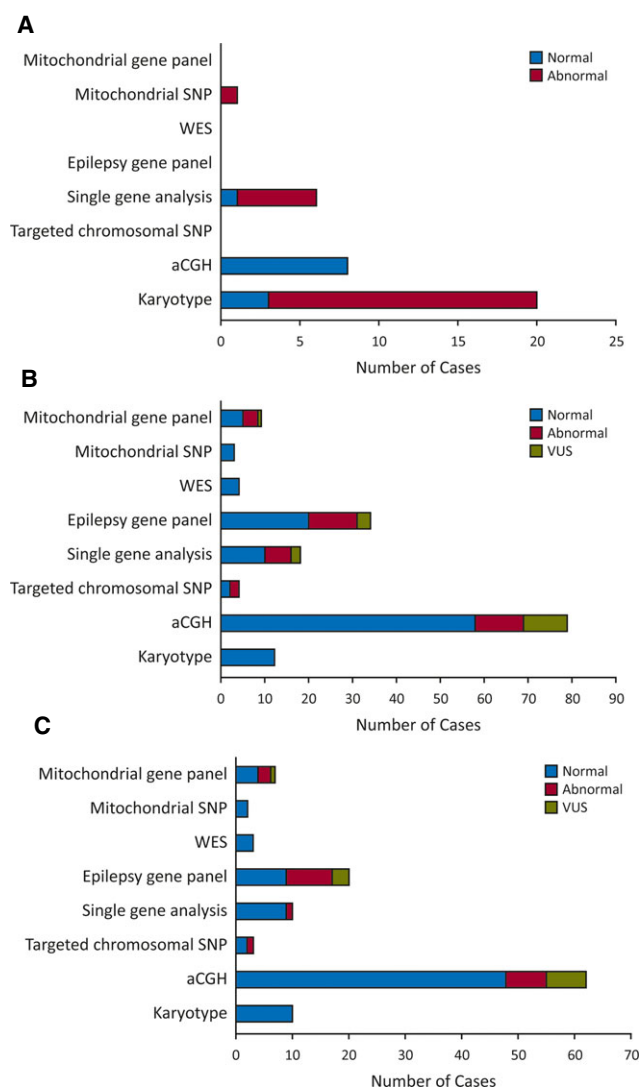 A
Mitochondrial gene panel
Mitochondrial SNP
WES
Epilepsy gene panel
Single gene analysis
Targeted chromosomal SNP
aCGH
Karyotype
Normal
Abnormal
0 5 10 15 20 25
Number of Cases
B
Mitochondrial gene panel
Mitochondrial SNP
WES
Epilepsy gene panel
Single gene analysis
Targeted chromosomal SNP
aCGH
Karyotype
Normal
Abnormal
VUS
0 10 20 30 40 50 60 70 80 90
Number of Cases
C
Mitochondrial gene panel
Mitochondrial SNP
WES
Epilepsy gene panel
Single gene analysis
Targeted chromosomal SNP
aCGH
Karyotype
Normal
Abnormal
VUS
0 10 20 30 40 50 60 70
Number of Cases